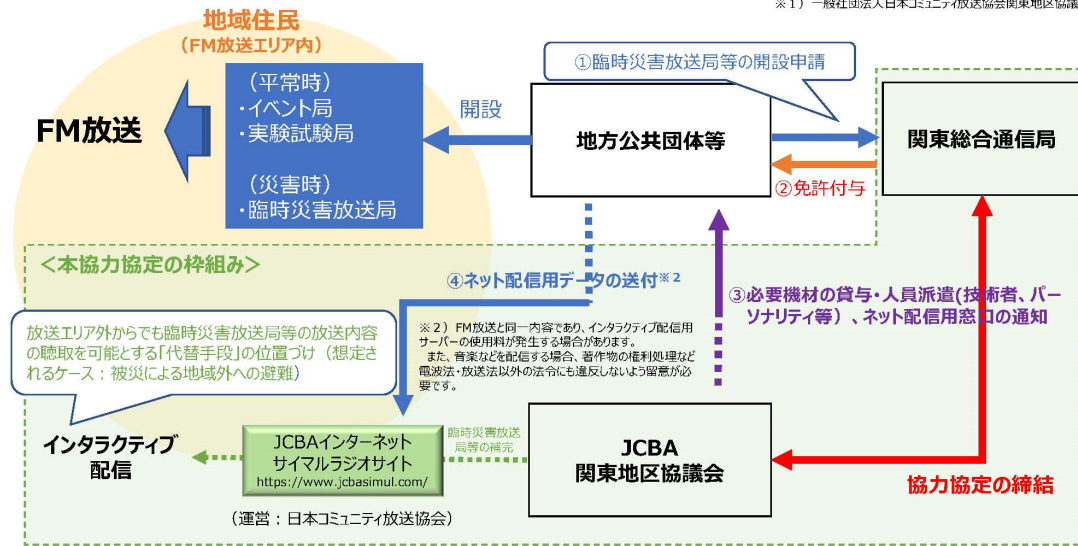 ※１）一般社団法人日本コミュニティ放送協会関東地区協議
地域住民
（FM放送エリア内）
①臨時災害放送局等の開設申請
（平常時）
・イベント局
・実験試験局
（災害時）
・臨時災害放送局
FM放送
開設
地方公共団体等
関東総合通信局
②免許付与
＜本協力協定の枠組み＞
④ネット配信用データの送付※２
③必要機材の貸与・人員派遣(技術者、パー
ソナリティ等）、ネット配信用窓口の通知
放送エリア外からでも臨時災害放送局等の放送内容
の聴取を可能とする「代替手段」の位置づけ（想定さ
れるケース：被災による地域外への避難）
※２）FM放送と同一内容であり、インタラクティブ配信用
サーバーの使用料が発生する場合があります。
また、音楽などを配信する場合、著作物の権利処理など
電波法・放送法以外の法令にも違反しないよう留意が必
要です。
インタラクティブ
配信
JCBAインターネット
サイマルラジオサイト
https://www.jcbasimul.com/
（運営：日本コミュニティ放送協会）
臨時災害放送
局等の補完
JCBA
関東地区協議会
協力協定の締結